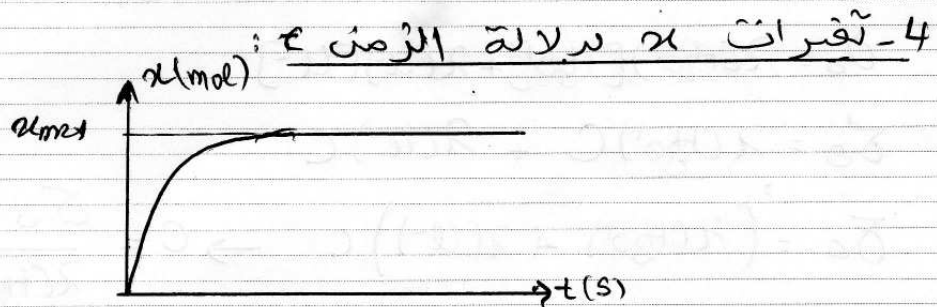 4- تغيرات x بدلالة الزمن t :
x(mol)
xmax
t(s)